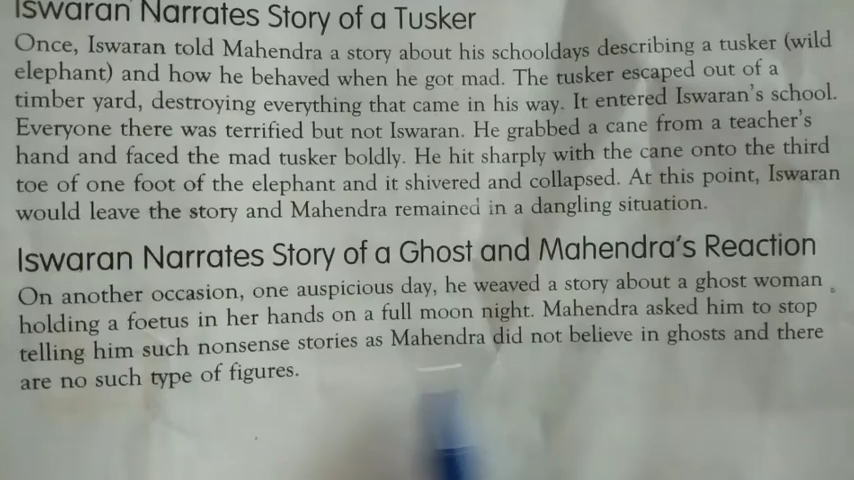 Iswaran Narrates Story of a Tusker
Once, Iswaran told Mahendra a story about his schooldays describing a tusker (wild
elephant) and how he behaved when he got mad. The tusker escaped out of a
timber yard, destroying everything that came in his way. It entered Iswaran's school.
Everyone there was terrified but not Iswaran. He grabbed a cane from a teacher's
hand and faced the mad tusker boldly. He hit sharply with the cane onto the third
toe of one foot of the elephant and it shivered and collapsed. At this point, Iswaran
would leave the story and Mahendra remained in a dangling situation.
Iswaran Narrates Story of a Ghost and Mahendra's Reaction
On another occasion, one auspicious day, he weaved a story about a ghost woman
holding a foetus in her hands on a full moon night. Mahendra asked him to stop
telling him such nonsense stories as Mahendra did not believe in ghosts and there
are no such type of figures.